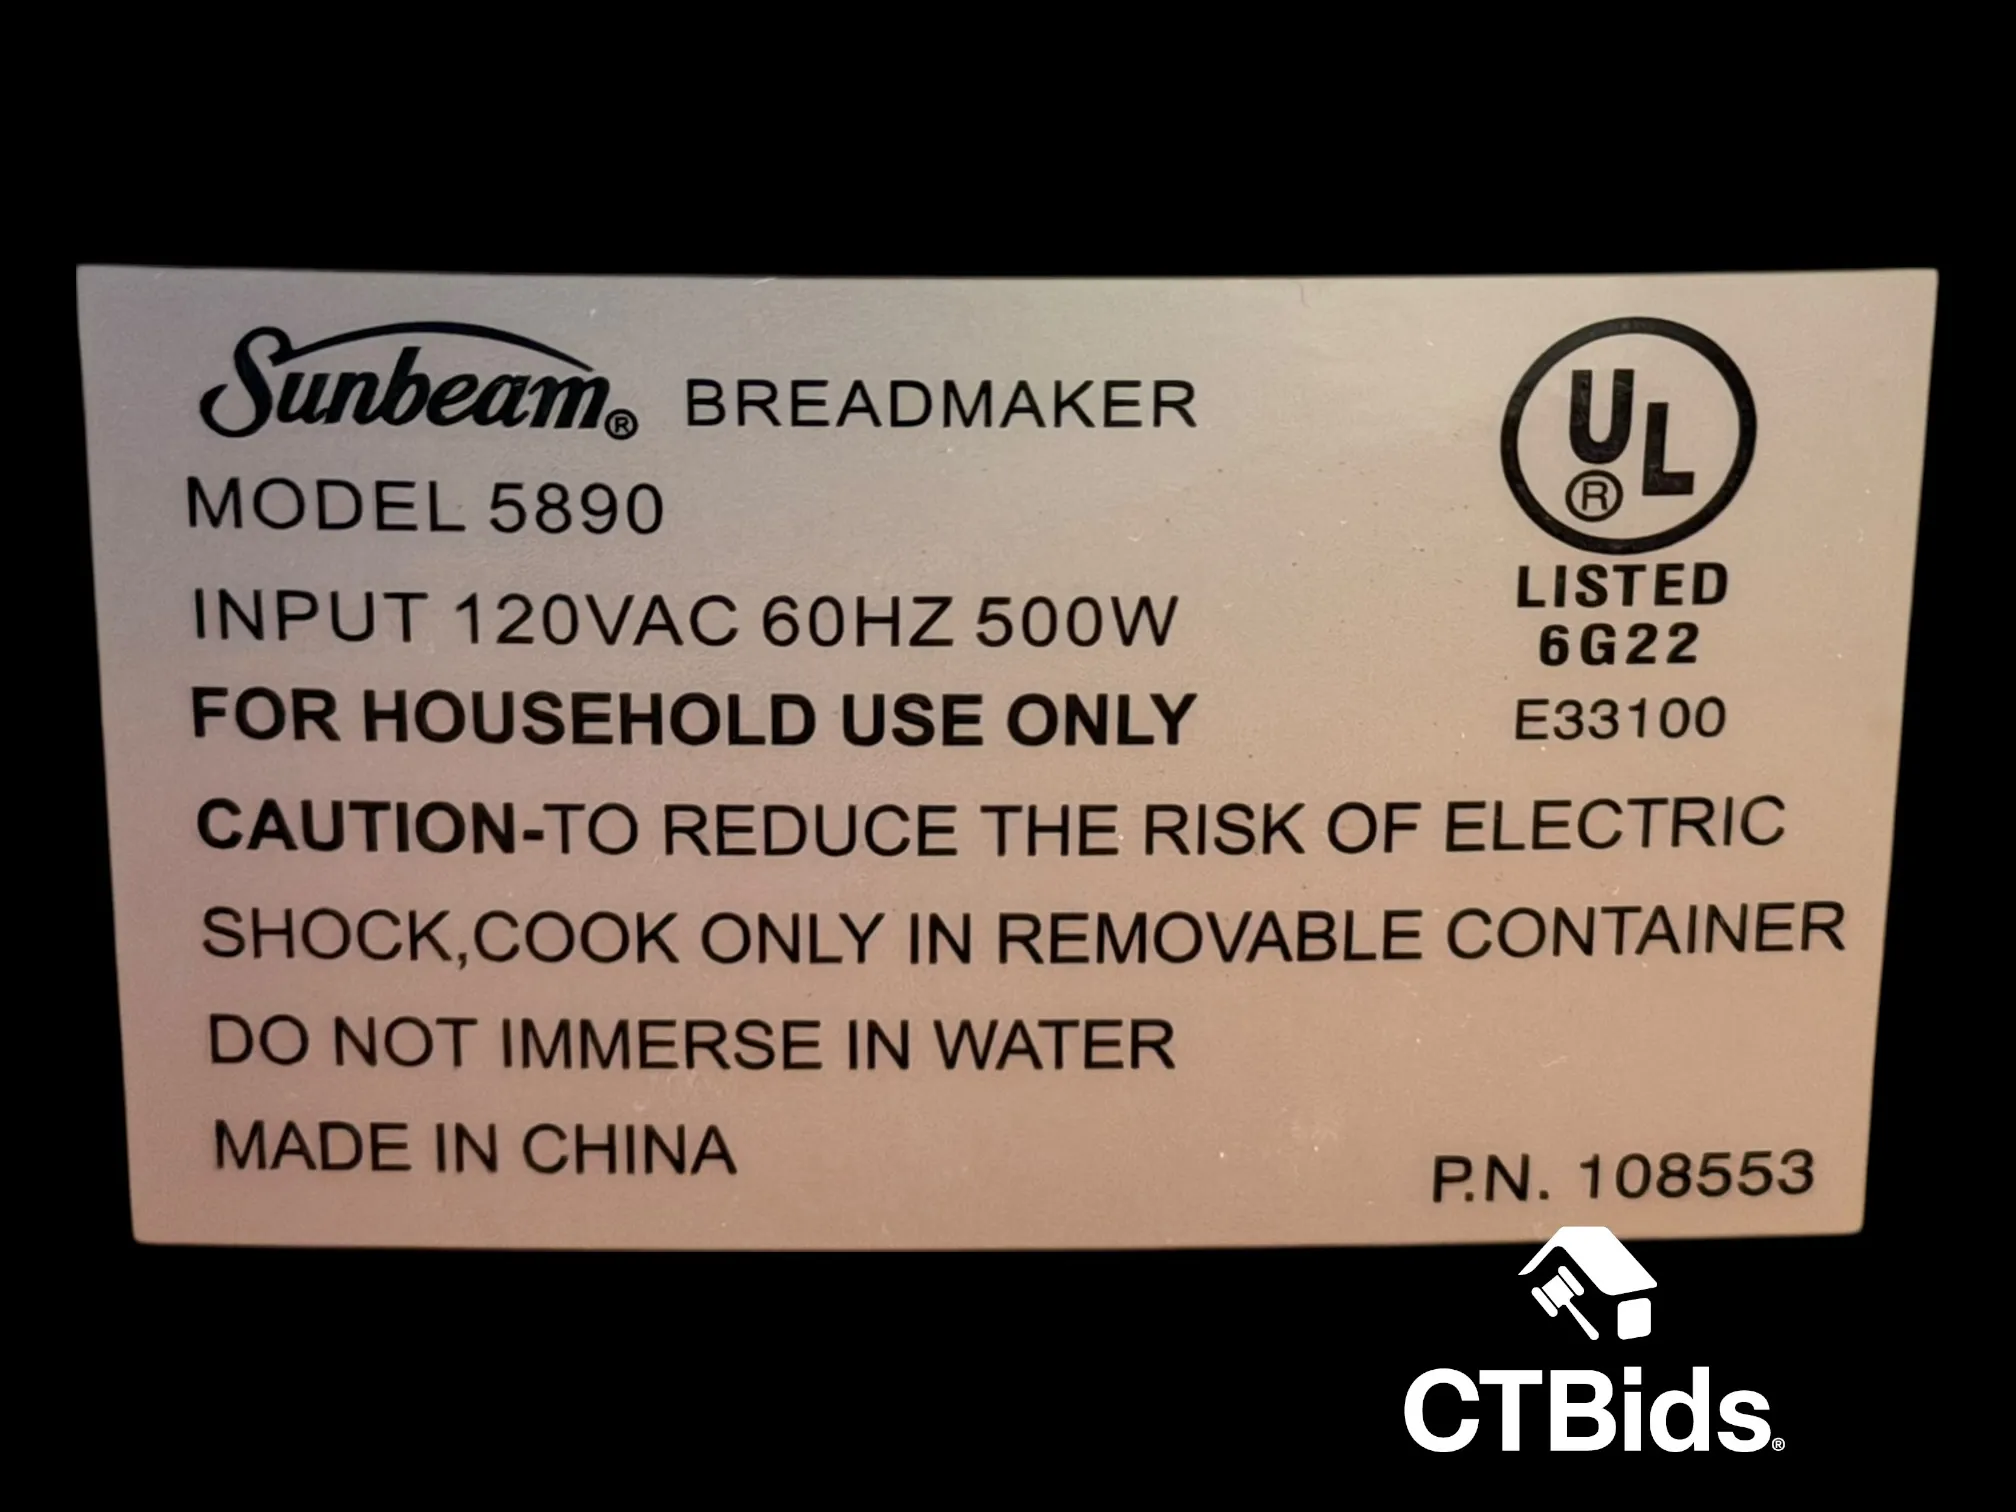 Sunbeam® BREADMAKER
MODEL 5890
INPUT 120VAC 60HZ 500W
FOR HOUSEHOLD USE ONLY
CAUTION-TO REDUCE THE RISK OF ELECTRIC
SHOCK,COOK ONLY IN REMOVABLE CONTAINER
DO NOT IMMERSE IN WATER
MADE IN CHINA
UL®
LISTED
6G22
E33100
P.N. 108553
CTBids®